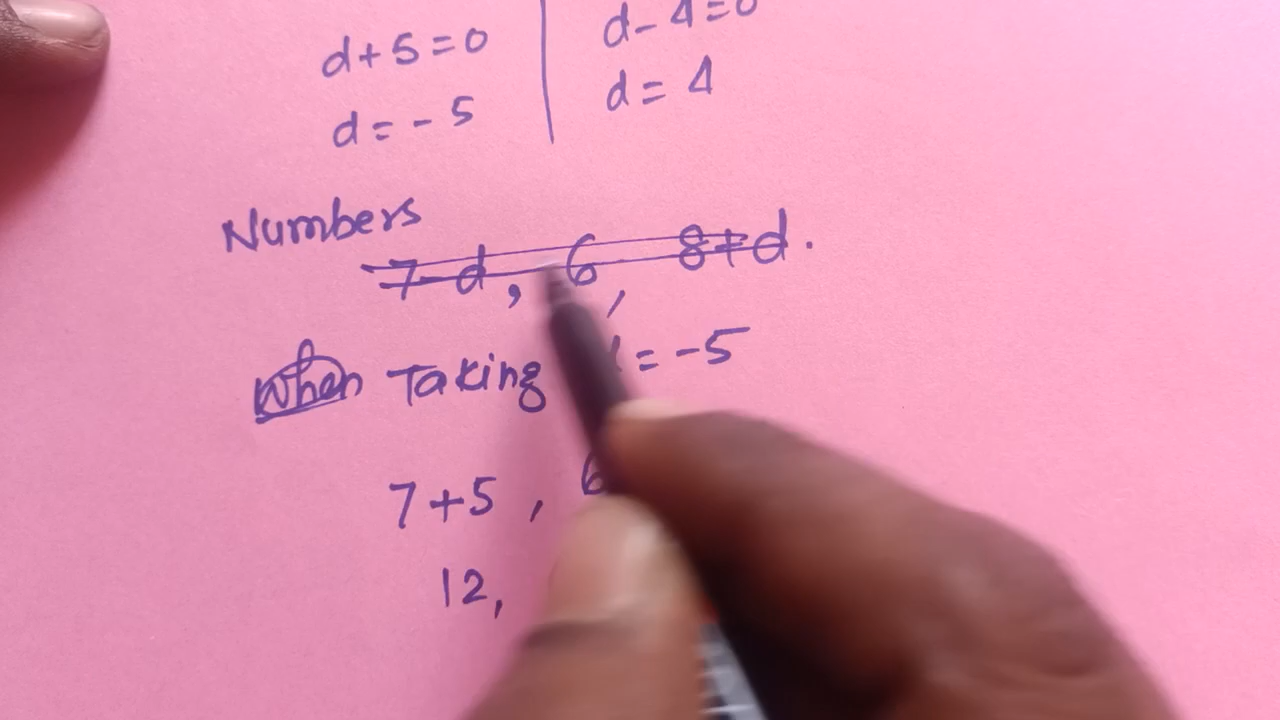 d+5=0
d=-5
d-4=0
d=4
Numbers
7-d, 6, 8+d.
When Taking d=-5
7+5, 6
12,